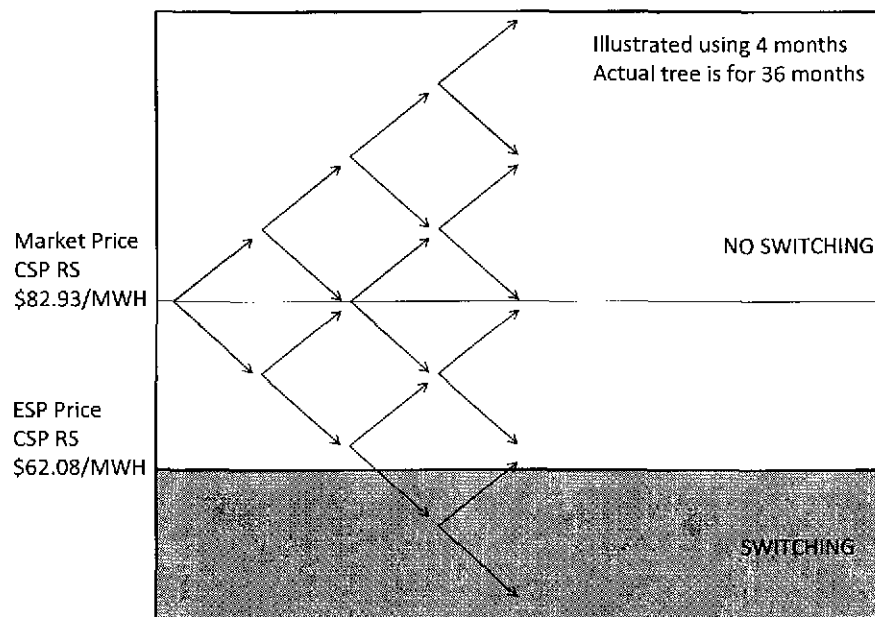 Illustrated using 4 months
Actual tree is for 36 months
Market Price
CSP RS
$82.93/MWH
NO SWITCHING
ESP Price
CSP RS
$62.08/MWH
SWITCHING